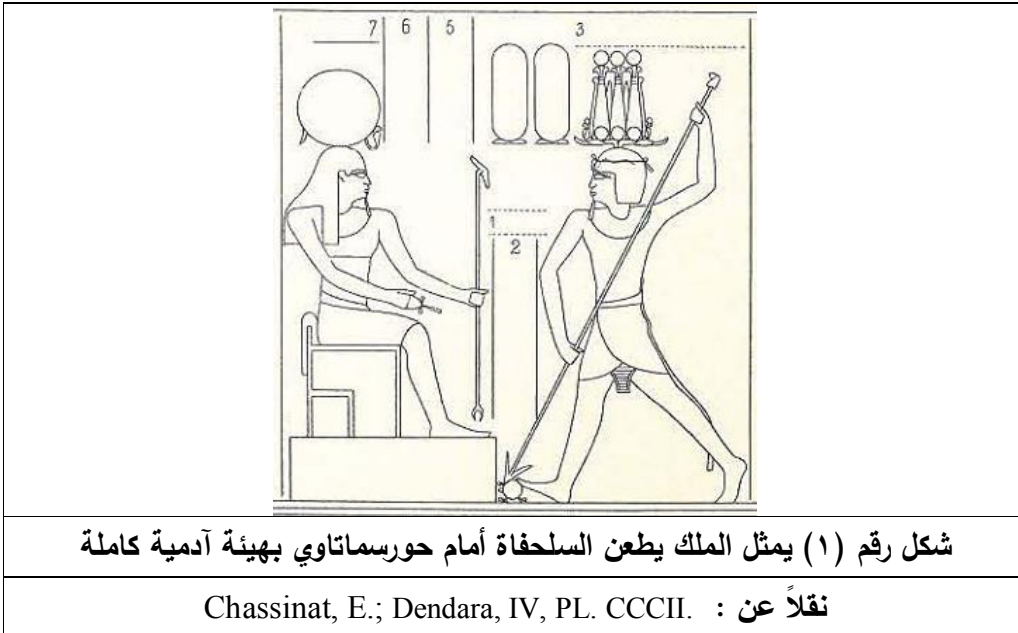 7 6 5 3
1
2
شكل رقم (١) يمثل الملك يطعن السلحفاة أمام حورسماتاوي بهيئة آدمية كاملة
نقلاً عن : Chassinat, E.; Dendara, IV, PL. CCCII.